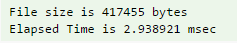 File size is 417455 bytes
Elapsed Time is 2.938921 msec